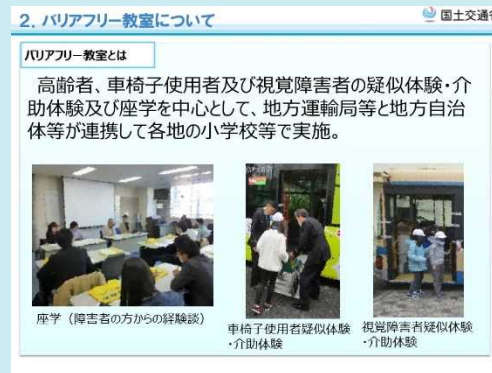 2. バリアフリー教室について
国土交通省
バリアフリー教室とは
高齢者、車椅子使用者及び視覚障害者の疑似体験・介
助体験及び座学を中心として、地方運輸局等と地方自治
体等が連携して各地の小学校等で実施。
座学（障害者の方からの経験談）
車椅子使用者疑似体験
・介助体験
視覚障害者疑似体験
・介助体験